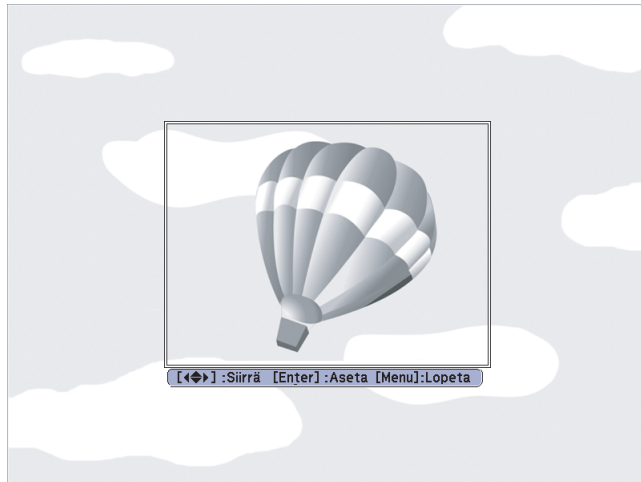 [◀◆▶] :Siirrä [Enter] :Aseta [Menu]:Lopeta